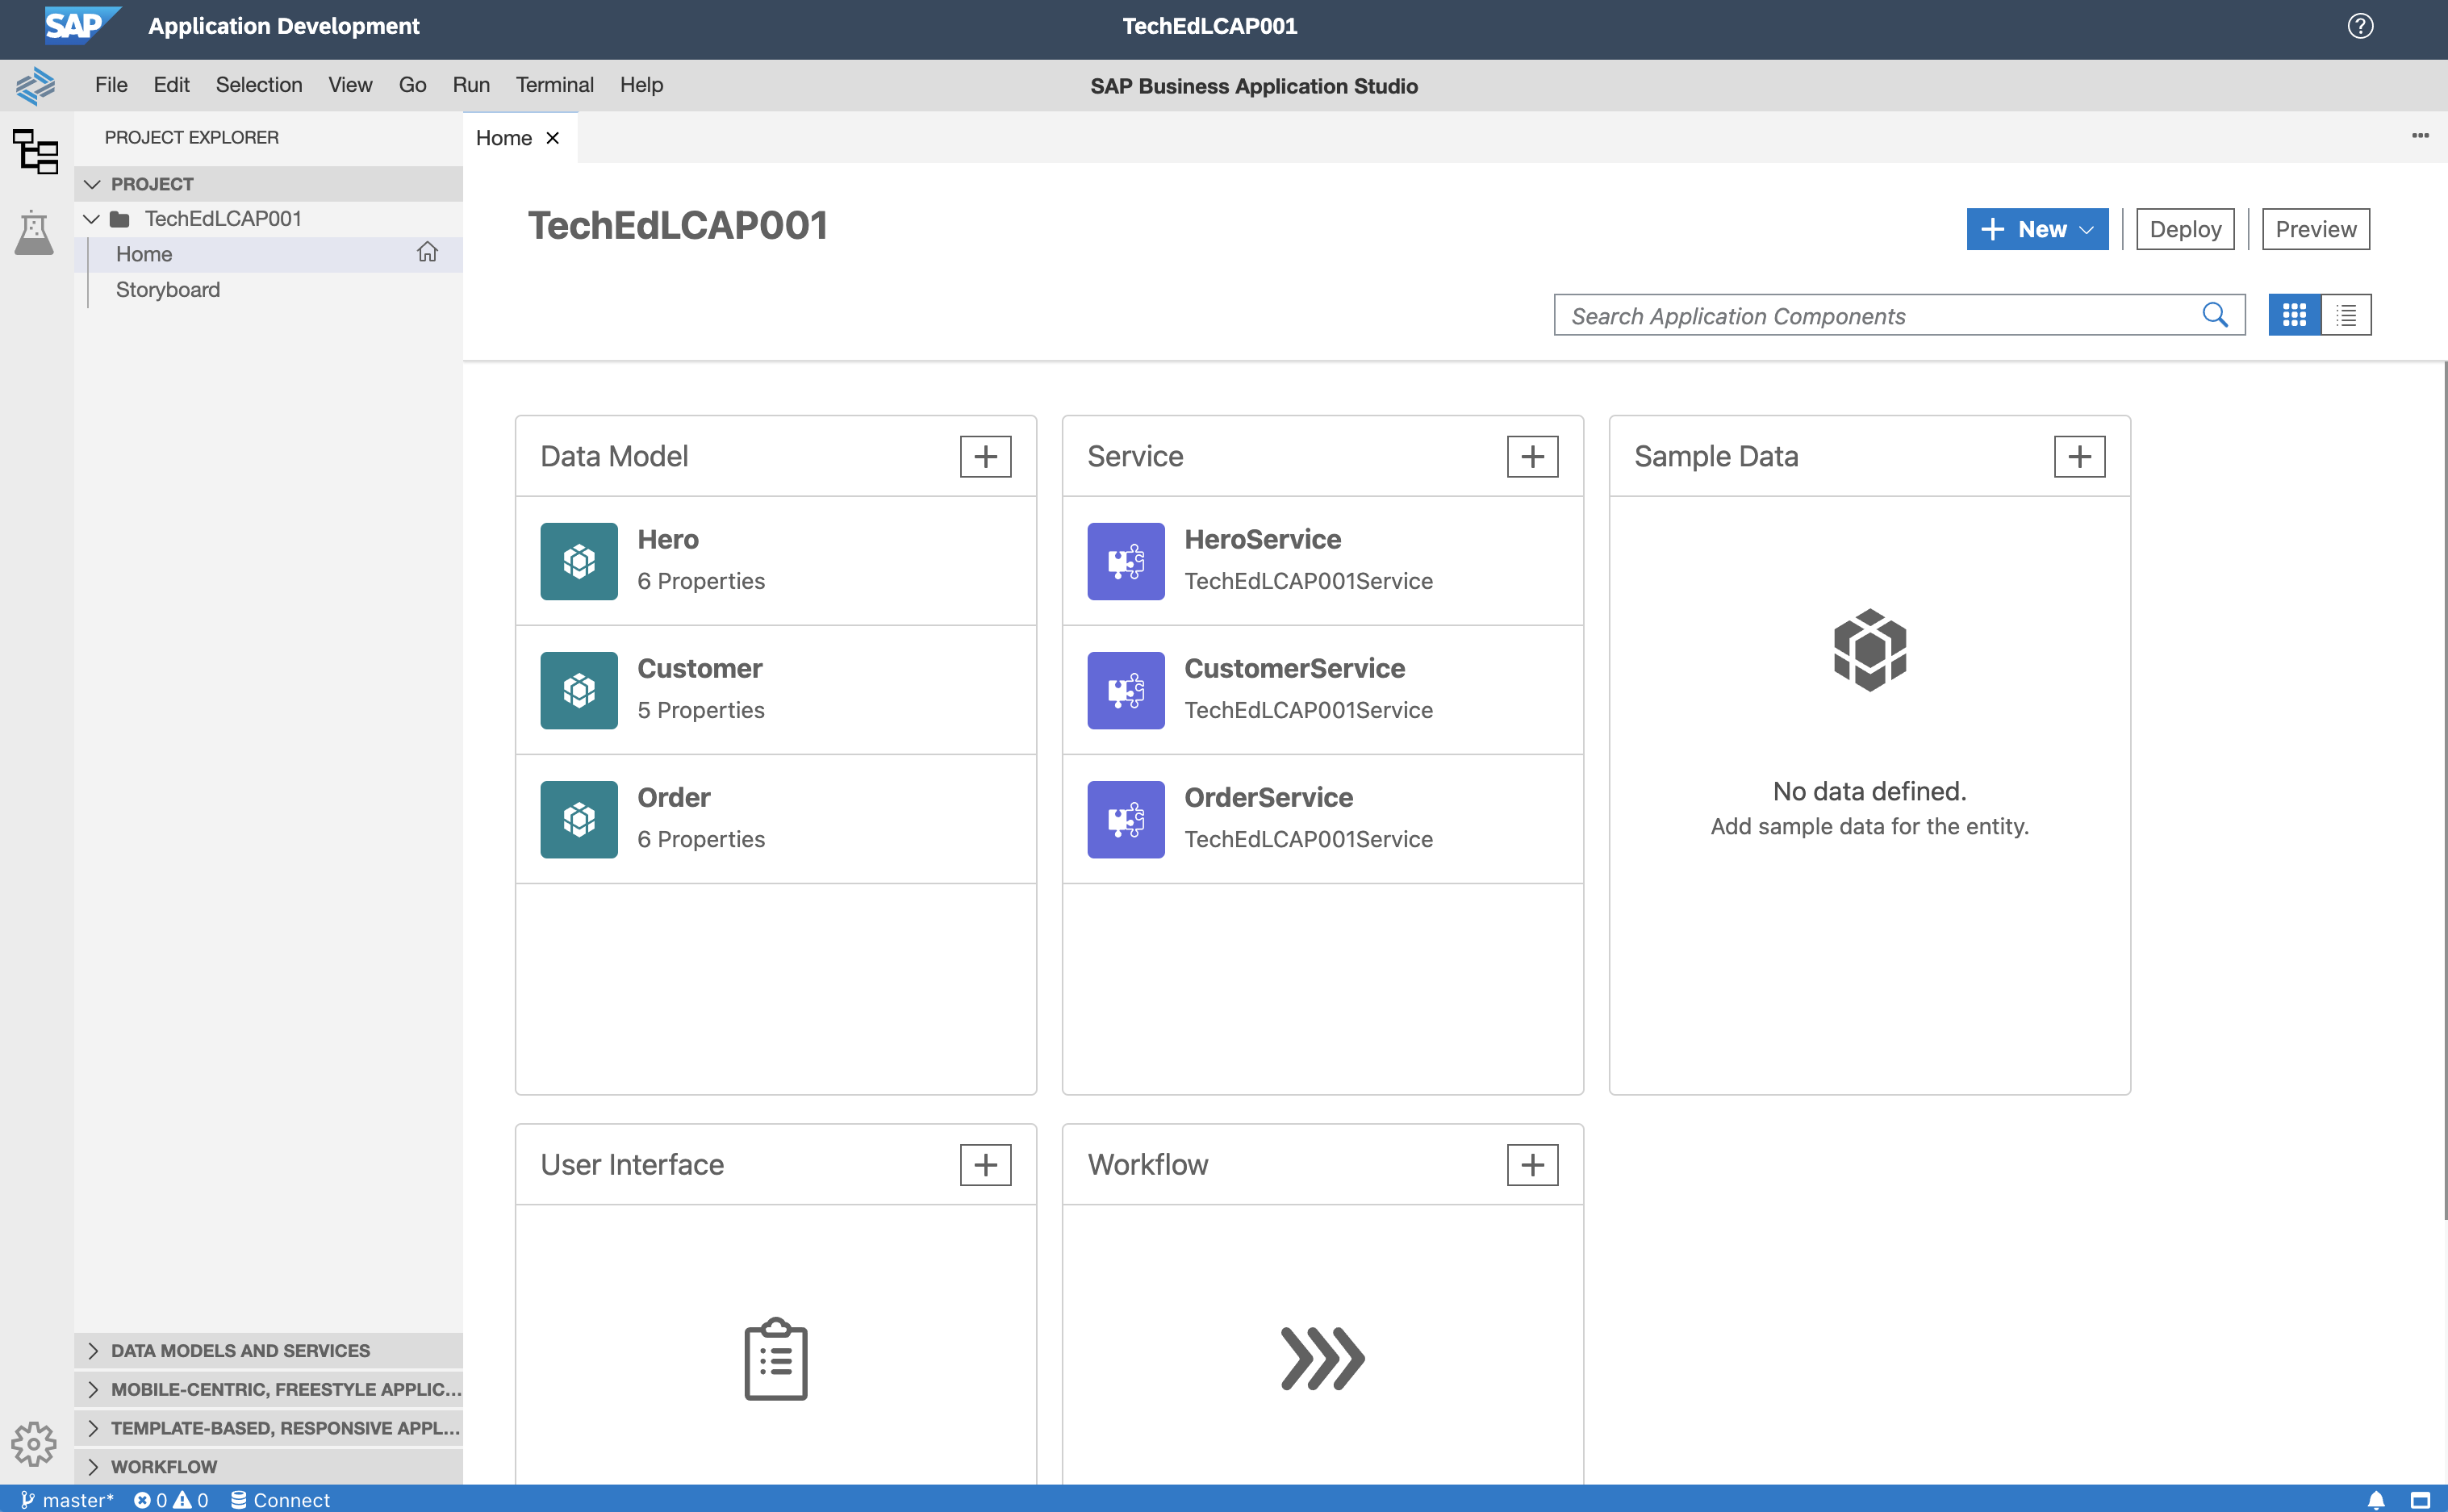 SAP Application Development
TechEdLCAP001
File Edit Selection View Go Run Terminal Help
SAP Business Application Studio
PROJECT EXPLORER
PROJECT
TechEdLCAP001
Home
Storyboard
Home
TechEdLCAP001
New
Deploy
Preview
Search Application Components
Data Model
Hero
6 Properties
Customer
5 Properties
Order
6 Properties
Service
HeroService
TechEdLCAP001Service
CustomerService
TechEdLCAP001Service
OrderService
TechEdLCAP001Service
Sample Data
No data defined.
Add sample data for the entity.
User Interface
Workflow
DATA MODELS AND SERVICES
MOBILE-CENTRIC, FREESTYLE APPLIC...
TEMPLATE-BASED, RESPONSIVE APPL...
WORKFLOW
master* 0 0 Connect